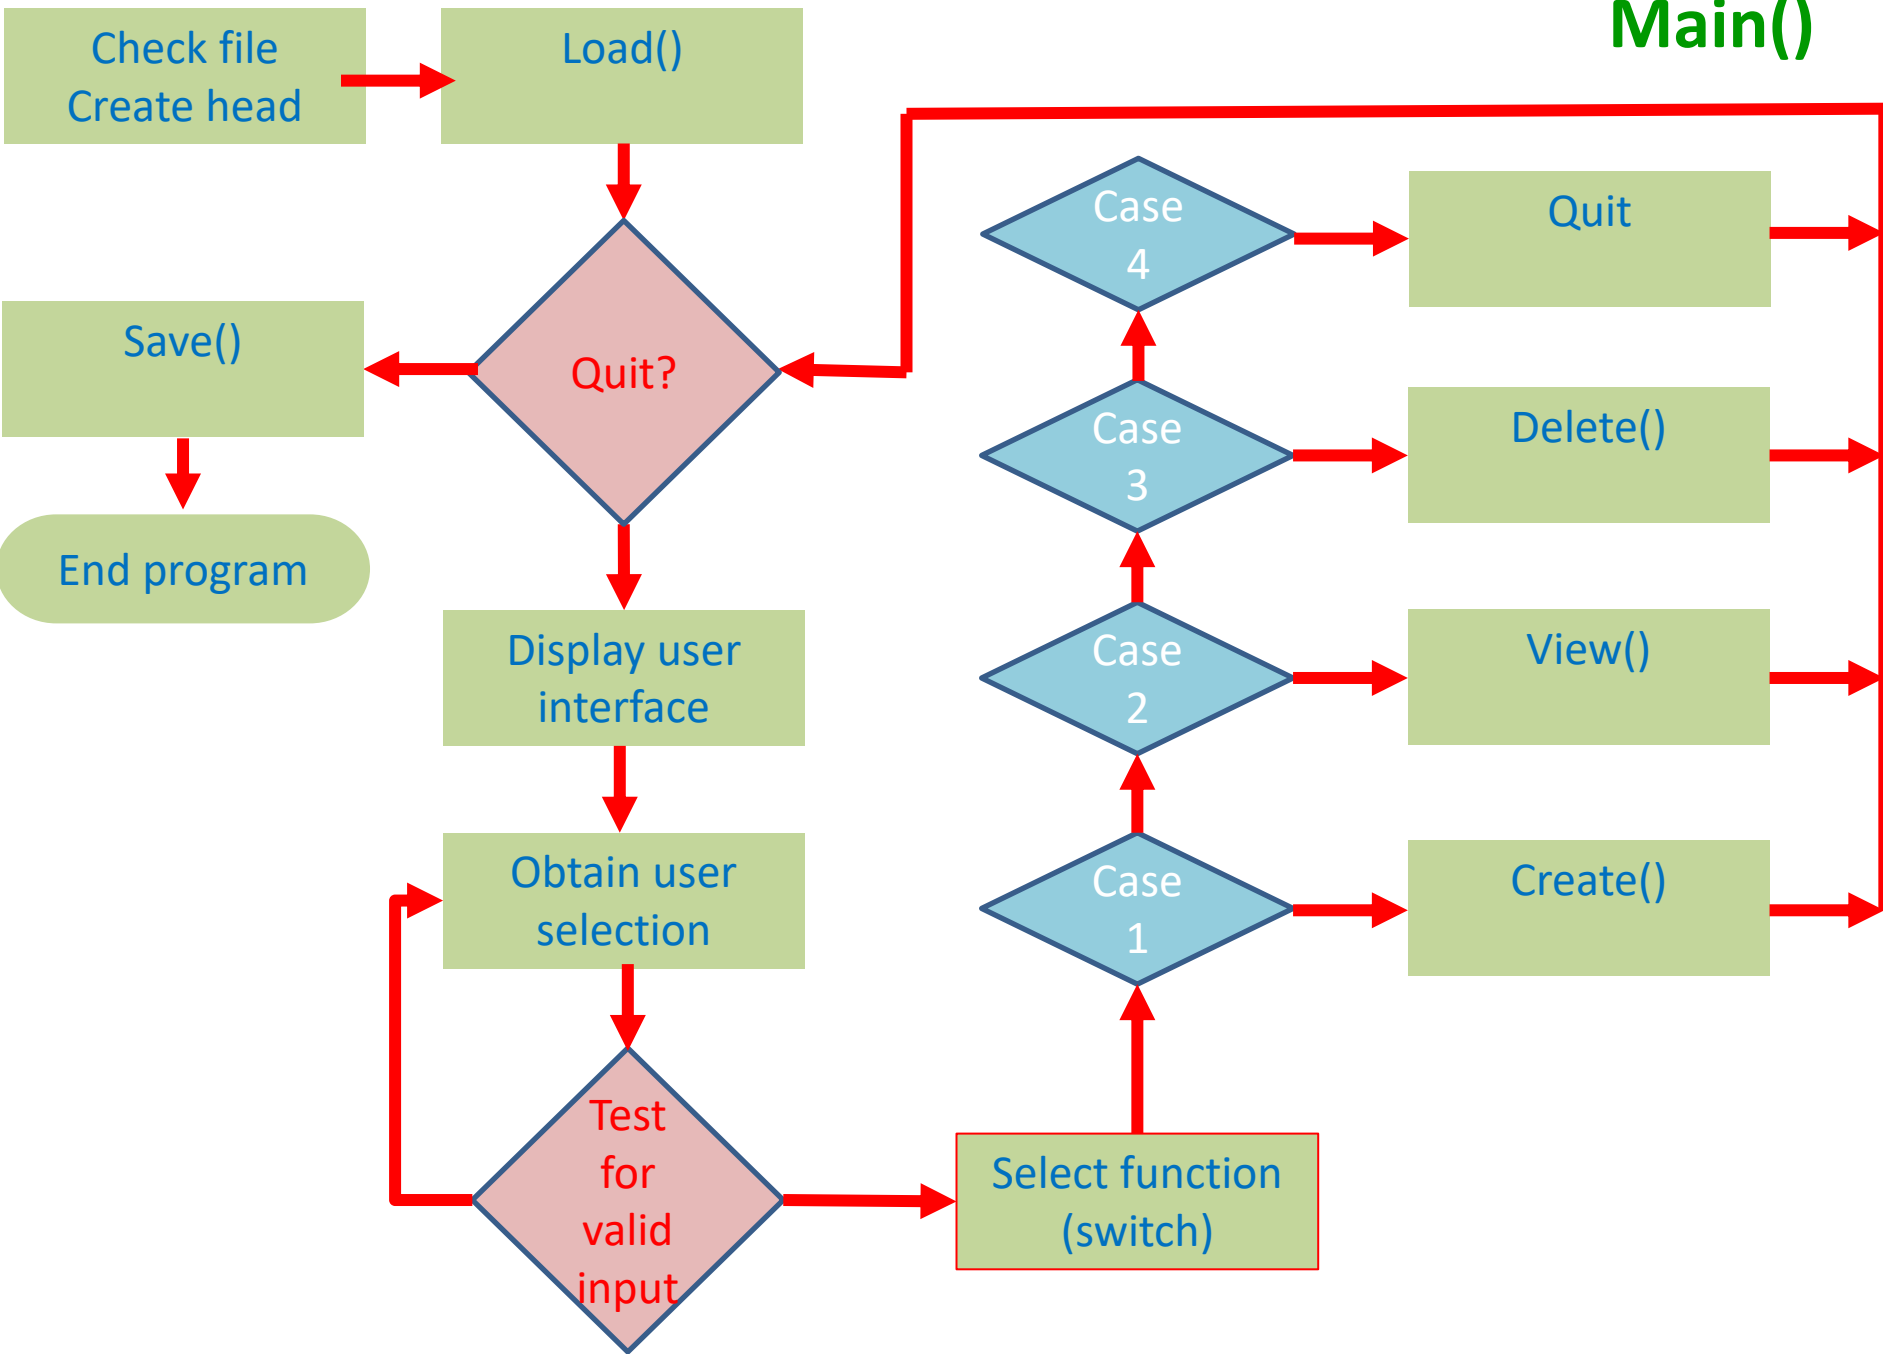 Main()
Check file
Create head
Load()
Quit?
Save()
End program
Display user
interface
Obtain user
selection
Test
for
valid
input
Select function
(switch)
Case
1
Create()
Case
2
View()
Case
3
Delete()
Case
4
Quit